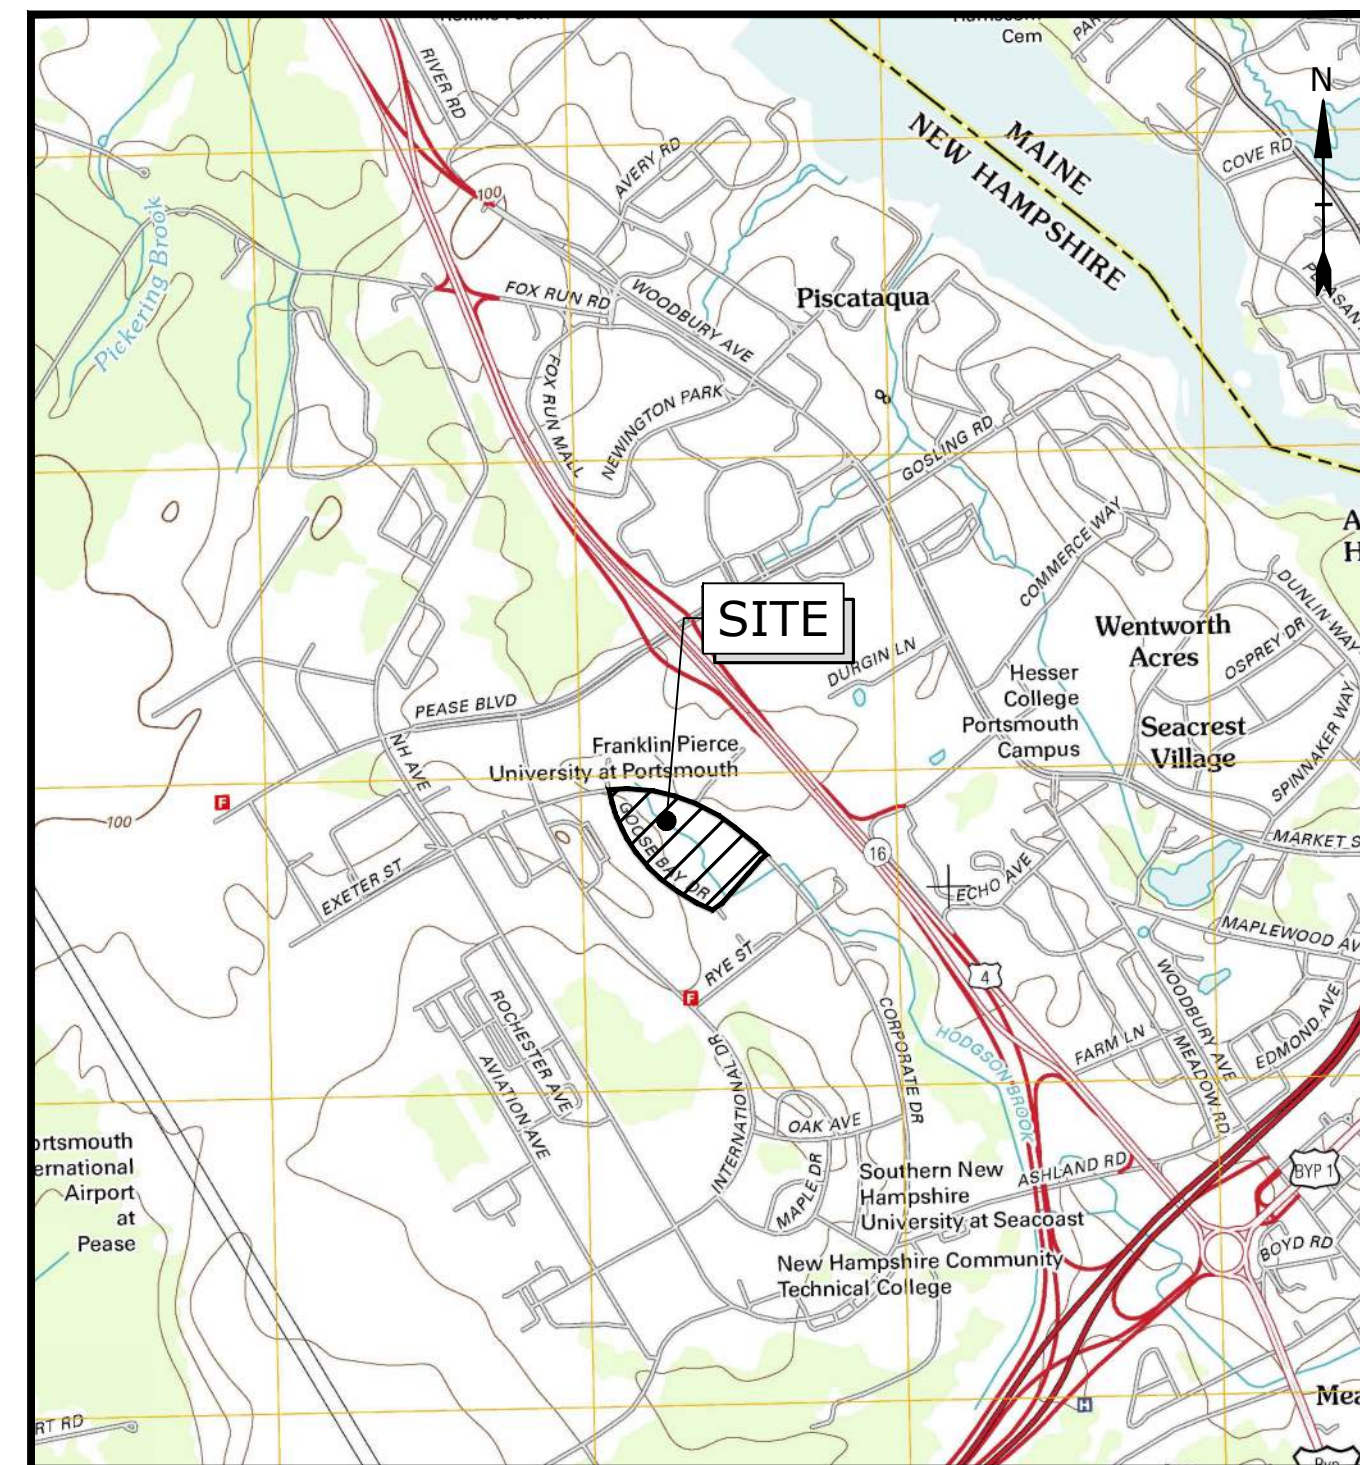 Cem
N
RIVER RD
MAINE
NEW HAMPSHIRE
COVE RD
AVERY RD
100
Pickering Brook
FOX RUN RD
WOODBURY AVE
Piscataqua
FOX RUN MALL
NEWINGTON PARK
GOSLING RD
COMMERCE WAY
SITE
DUNLIN WAY
Wentworth
Acres
OSPREY DR
DURGIN LN
Hesser
College
Portsmouth
Campus
Seacrest
Village
SPINNAKER WAY
PEASE BLVD
NH AVE
Franklin Pierce
University at Portsmouth
F
100
GOOSE BAY DR
MARKET S
16
EXETER ST
ECHO AVE
MAPLEWOOD AV
RYE ST
F
4
WOODBURY AVE
ROCHESTER AVE
CORPORATE DR
HODGSON BROOK
FARM LN
EDMOND AVE
MEADOW RD
AVIATION AVE
INTERNATIONAL DR
OAK AVE
MAPLE DR
ortsmouth
ernational
Airport
at
Pease
Southern New
Hampshire
University at Seacoast
ASHLAND RD
BYP 1
BOYD RD
New Hampshire Community
Technical College
Mea
H
RT RD